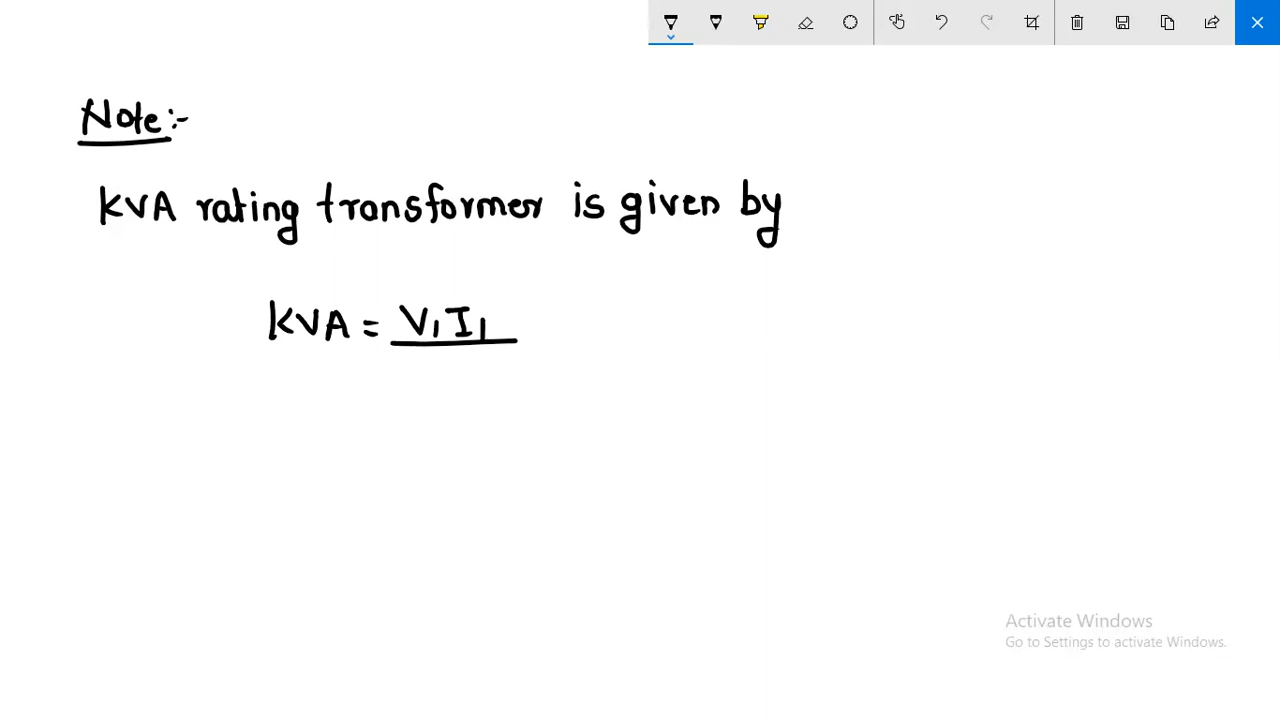 Note:-
KVA rating transformer is given by
KVA = V₁I₁
Activate Windows
Go to Settings to activate Windows.